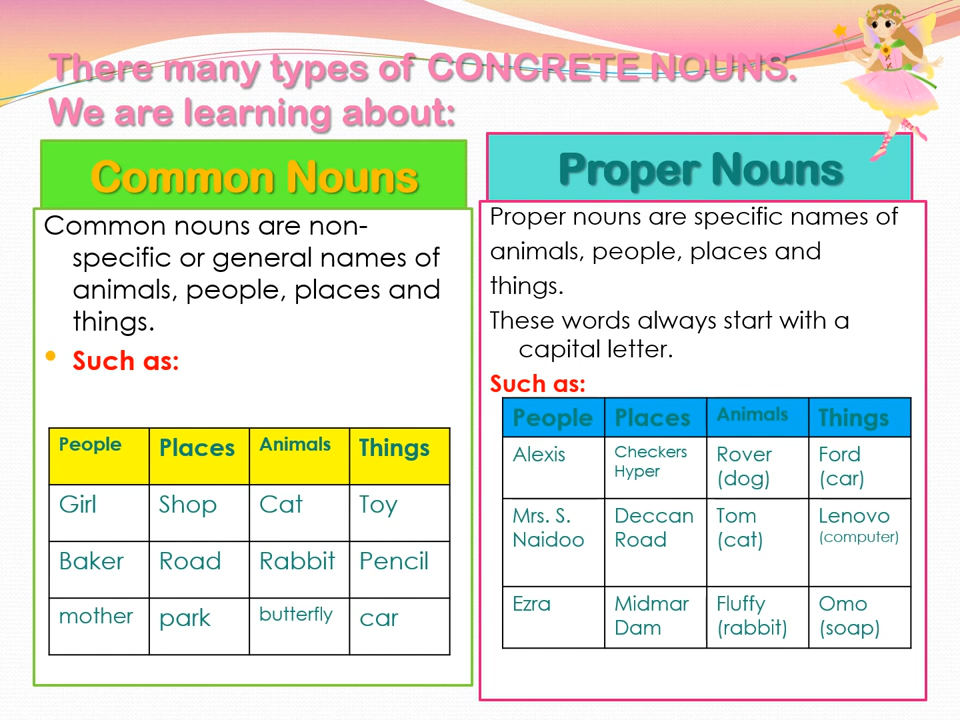 There many types of CONCRETE NOUNS.
We are learning about:
Common Nouns
Common nouns are non-
specific or general names of
animals, people, places and
things.
• Such as:
People Places Animals Things
Girl Shop Cat Toy
Baker Road Rabbit Pencil
mother park butterfly car
Proper Nouns
Proper nouns are specific names of
animals, people, places and
things.
These words always start with a
capital letter.
Such as:
People Places Animals Things
Alexis Checkers Rover Ford
Hyper (dog) (car)
Mrs. S. Deccan Tom Lenovo
Naidoo Road (cat) (computer)
Ezra Midmar Fluffy Omo
Dam (rabbit) (soap)